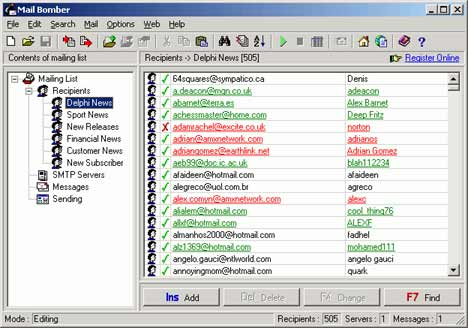 Mail Bomber
File Search Mail Options Web Help
Contents of mailing list
Recipients -> Delphi News [505]
Register Online
Mailing List
Recipients
Delphi News
Sport News
New Releases
Financial News
Customer News
New Subscriber
SMTP Servers
Messages
Sending
64squares@sympatico.ca Denis
a.deacon@mqn.co.uk adeacon
abarnet@terra.es Alex Barnet
achessmaster@home.com Deep Fritz
adamrachel@excite.co.uk norton
adrian@amxnetwork.com adrianos
adriangomez@earthlink.net Adrian Gomez
aeb99@doc.ic.ac.uk blah112234
afaideen@hotmail.com afaideen
alegreco@uol.com.br agreco
alex.comyn@amxnetwork.com alexc
alialem@hotmail.com cool_thing76
allxf@hotmail.com ALEXF
almanhos2000@hotmail.com fadhel
alz1369@hotmail.com mohamed111
angelo.gauci@ntlworld.com angelo gauci
annoyingmom@hotmail.com quark
Ins Add
Del Delete
F4 Change
F7 Find
Mode : Editing
Recipients : 505 Servers : 1 Messages : 1